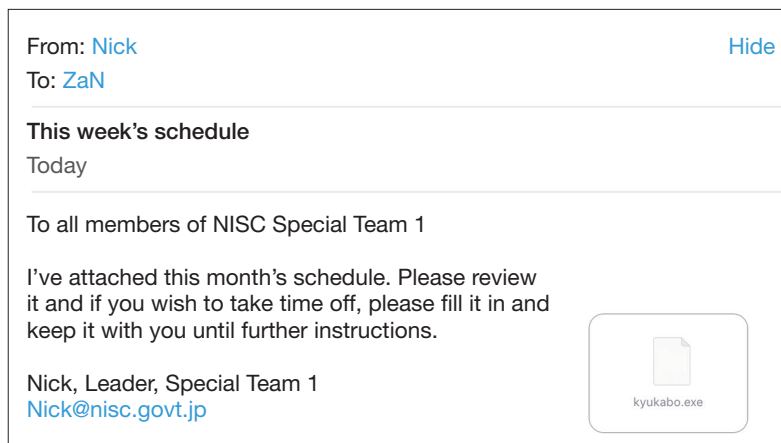 From: Nick
Hide
To: ZaN
This week's schedule
Today
To all members of NISC Special Team 1
I've attached this month's schedule. Please review
it and if you wish to take time off, please fill it in and
keep it with you until further instructions.
Nick, Leader, Special Team 1
Nick@nisc.govt.jp
kyukabo.exe